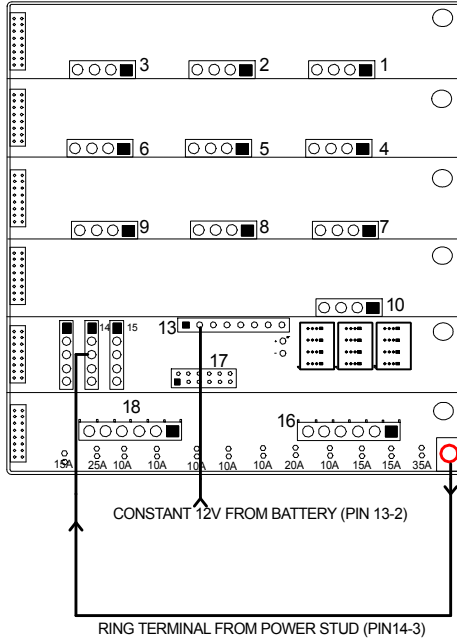 3 2 1
6 5 4
9 8 7
10
14 15 13
17
18 16
15A 25A 10A 10A 10A 10A 10A 20A 10A 15A 15A 35A
CONSTANT 12V FROM BATTERY (PIN 13-2)
RING TERMINAL FROM POWER STUD (PIN14-3)